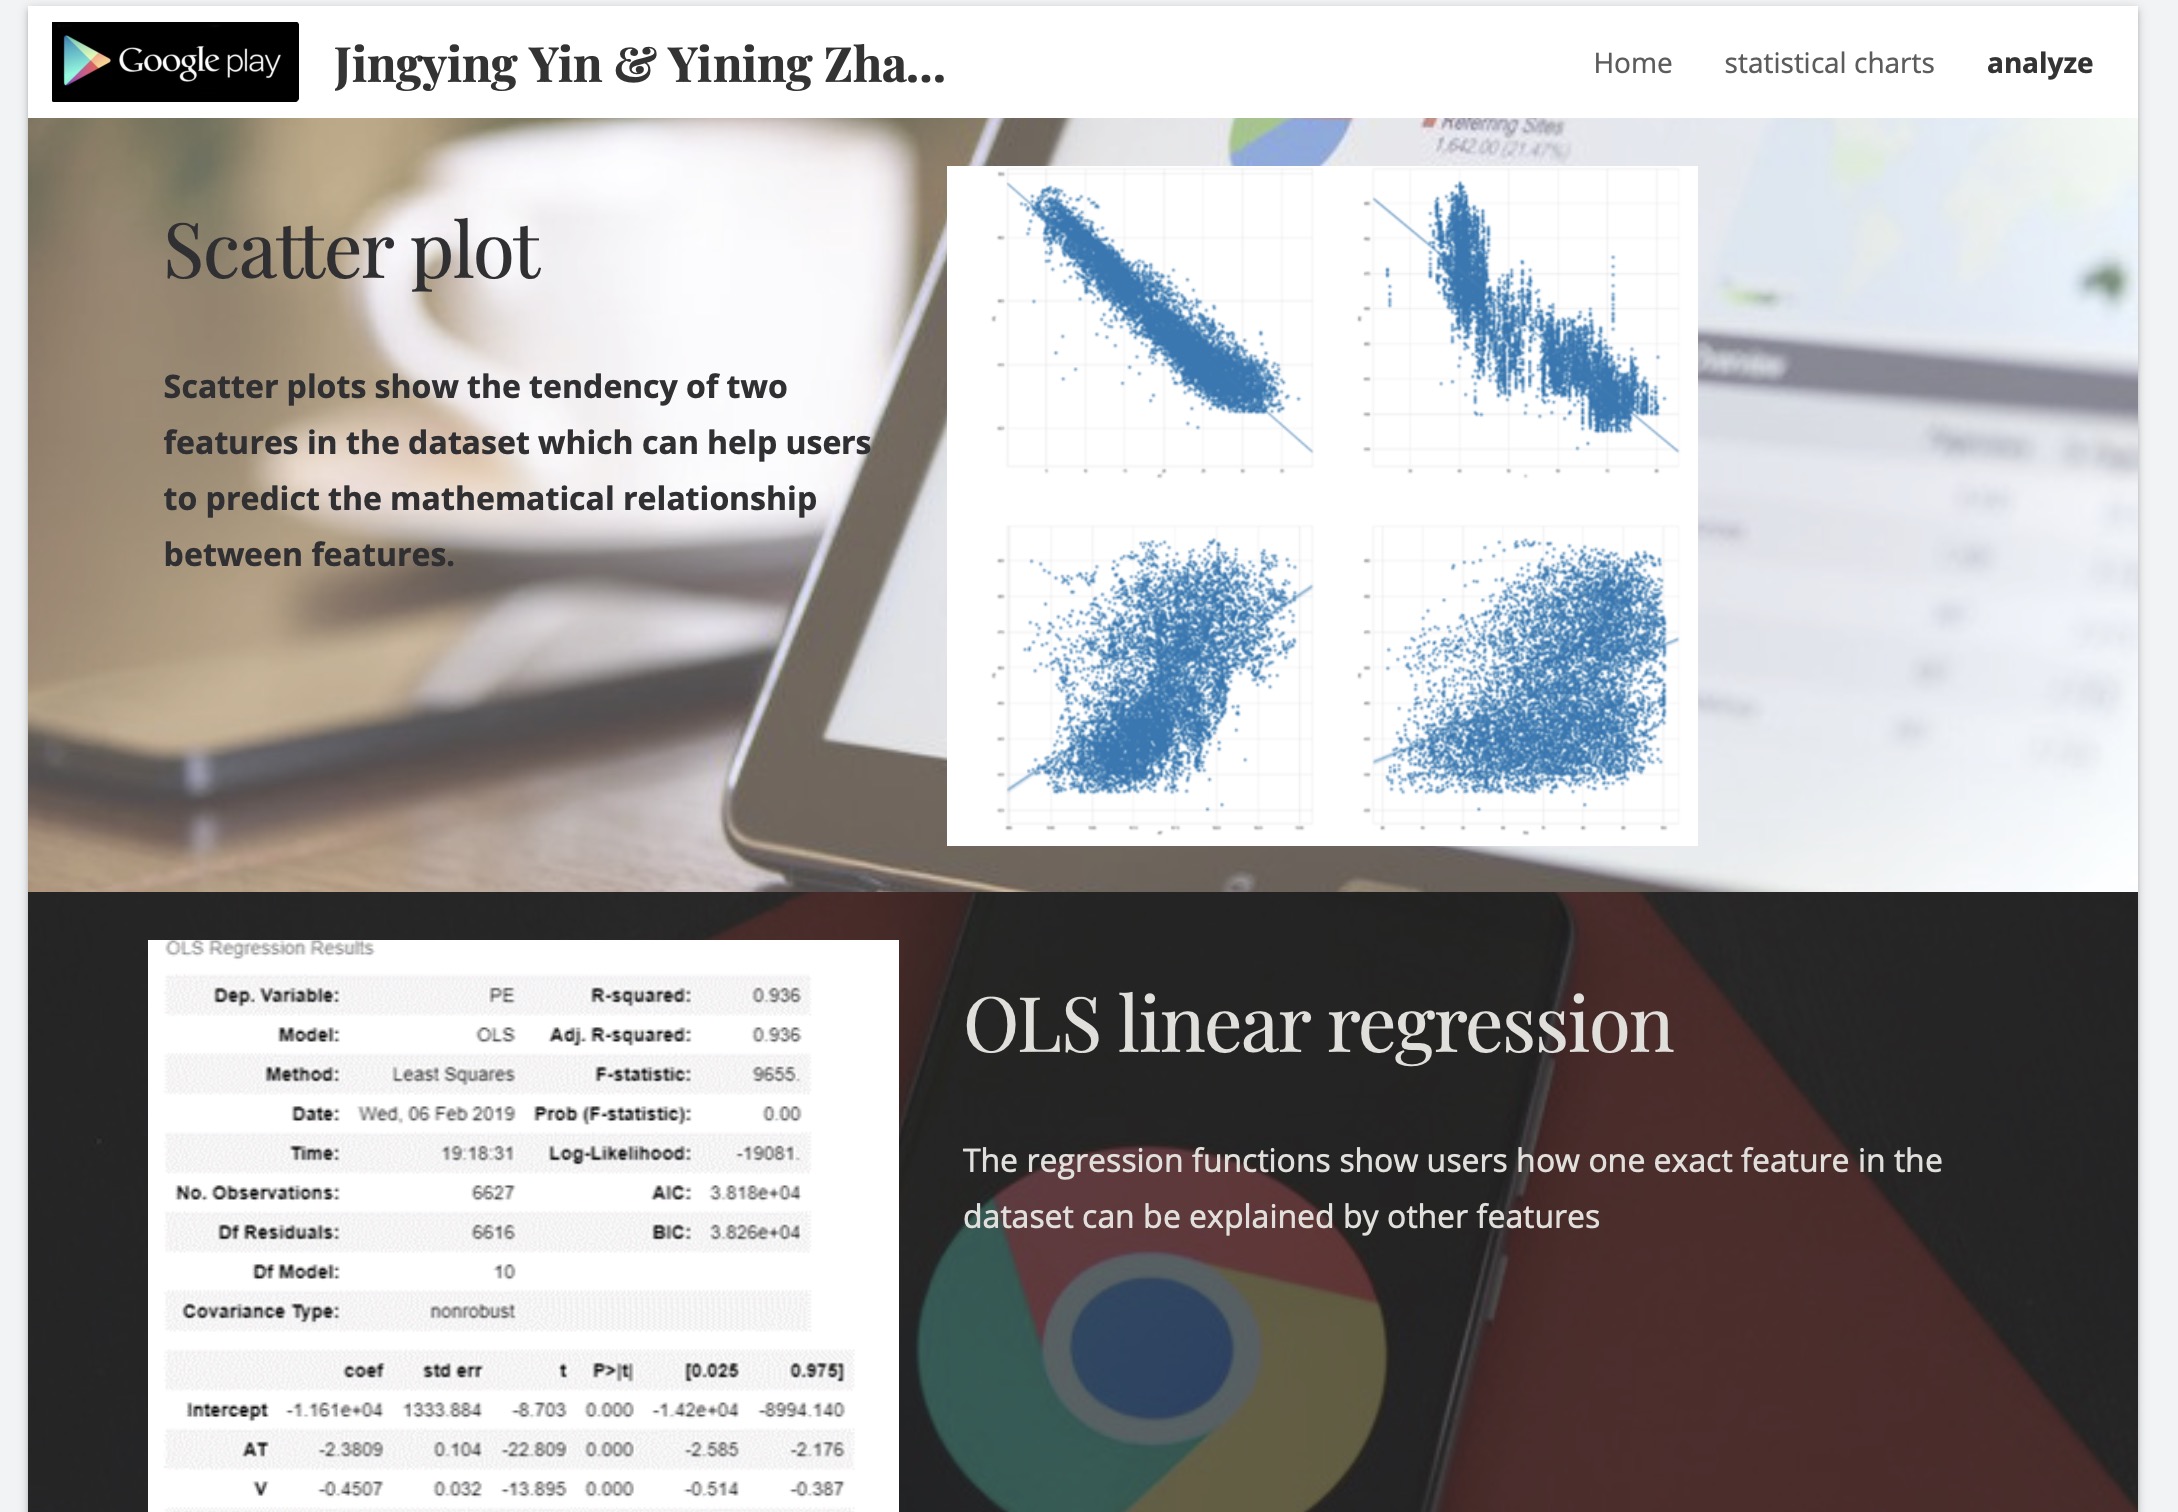 Google play
Jingying Yin & Yining Zha...
Home statistical charts analyze
Referring Sites
1,642.00 (21.47%)
Scatter plot
Scatter plots show the tendency of two
features in the dataset which can help users
to predict the mathematical relationship
between features.
OLS Regression Results
Dep. Variable: PE R-squared: 0.936
Model: OLS Adj. R-squared: 0.936
Method: Least Squares F-statistic: 9655.
Date: Wed, 06 Feb 2019 Prob (F-statistic): 0.00
Time: 19:18:31 Log-Likelihood: -19081.
No. Observations: 6627 AIC: 3.818e+04
Df Residuals: 6616 BIC: 3.826e+04
Df Model: 10
Covariance Type: nonrobust
coef std err t P>|t| [0.025 0.975]
Intercept -1.161e+04 1333.884 -8.703 0.000 -1.42e+04 -8994.140
AT -2.3809 0.104 -22.809 0.000 -2.585 -2.176
V -0.4507 0.032 -13.895 0.000 -0.514 -0.387
OLS linear regression
The regression functions show users how one exact feature in the
dataset can be explained by other features